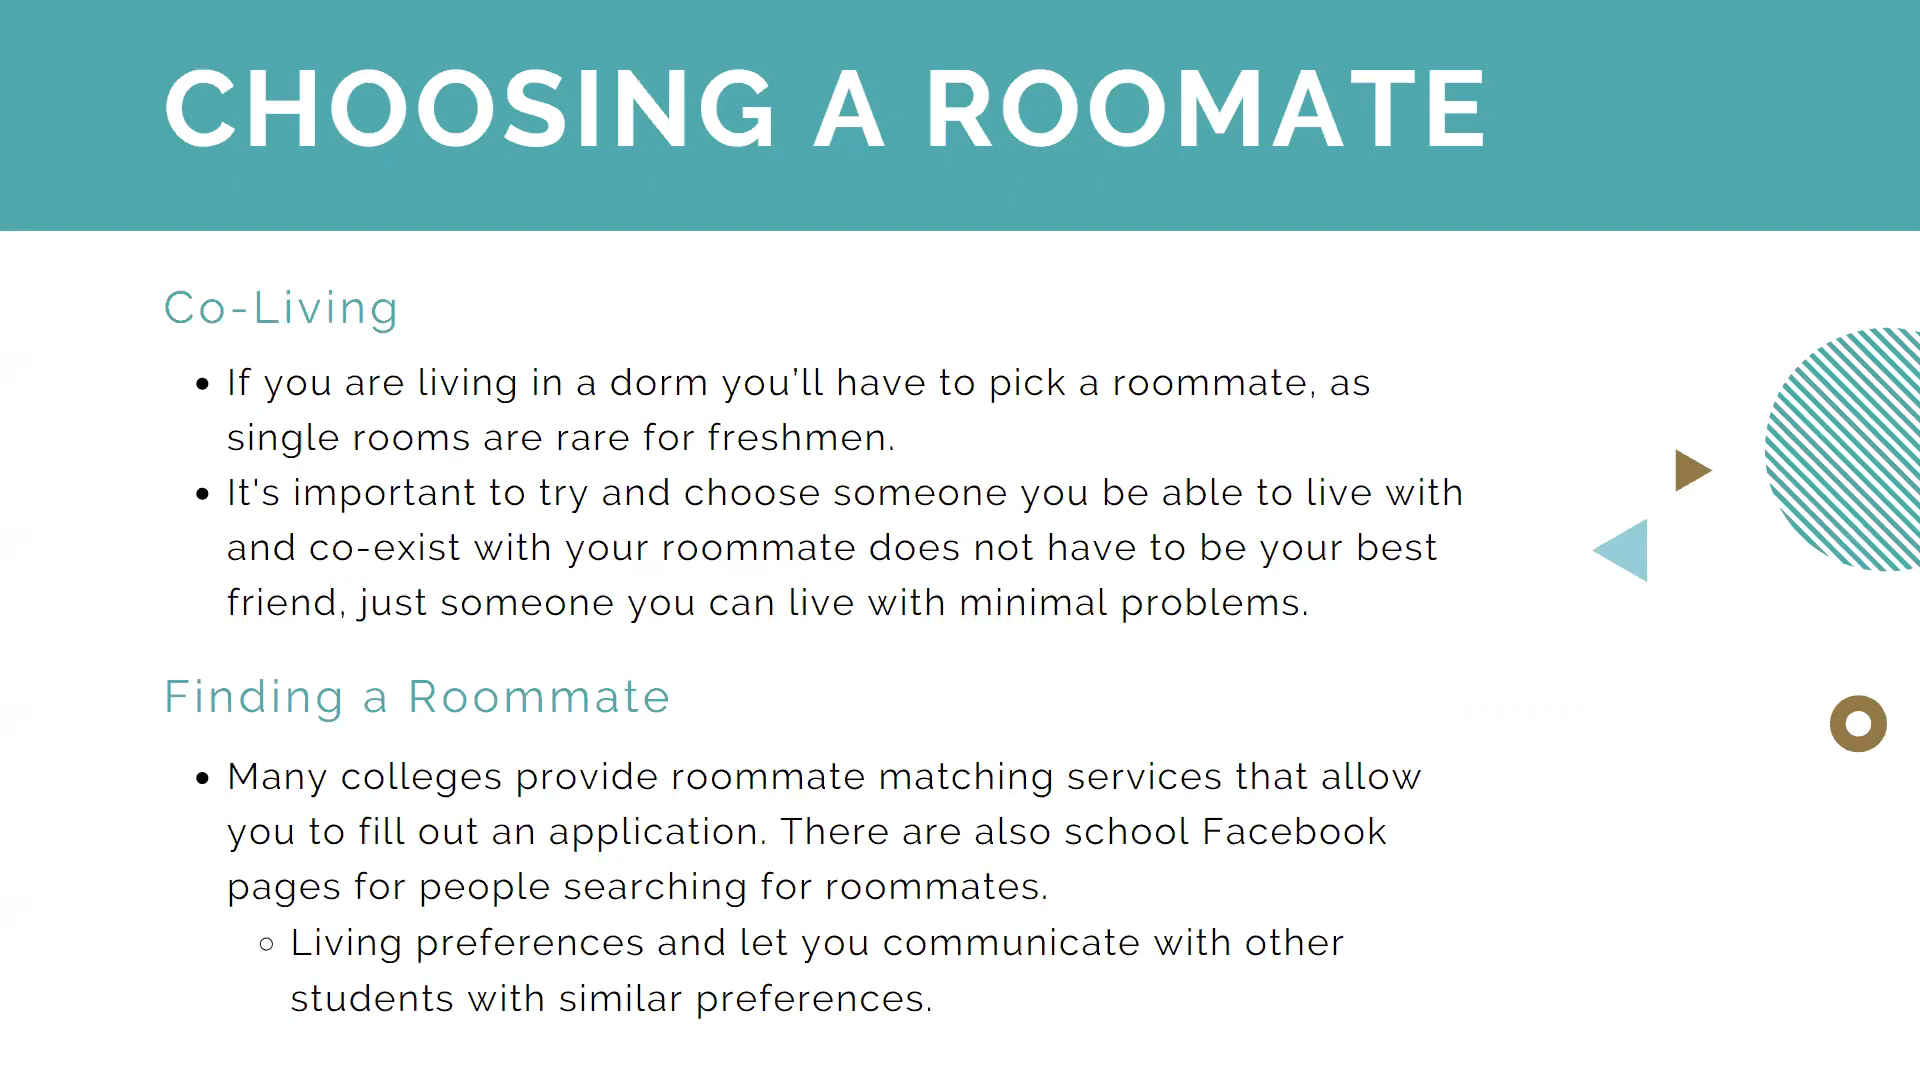 CHOOSING A ROOMATE
Co-Living
• If you are living in a dorm you’ll have to pick a roommate, as
single rooms are rare for freshmen.
• It's important to try and choose someone you be able to live with
and co-exist with your roommate does not have to be your best
friend, just someone you can live with minimal problems.
Finding a Roommate
• Many colleges provide roommate matching services that allow
you to fill out an application. There are also school Facebook
pages for people searching for roommates.
◦ Living preferences and let you communicate with other
students with similar preferences.